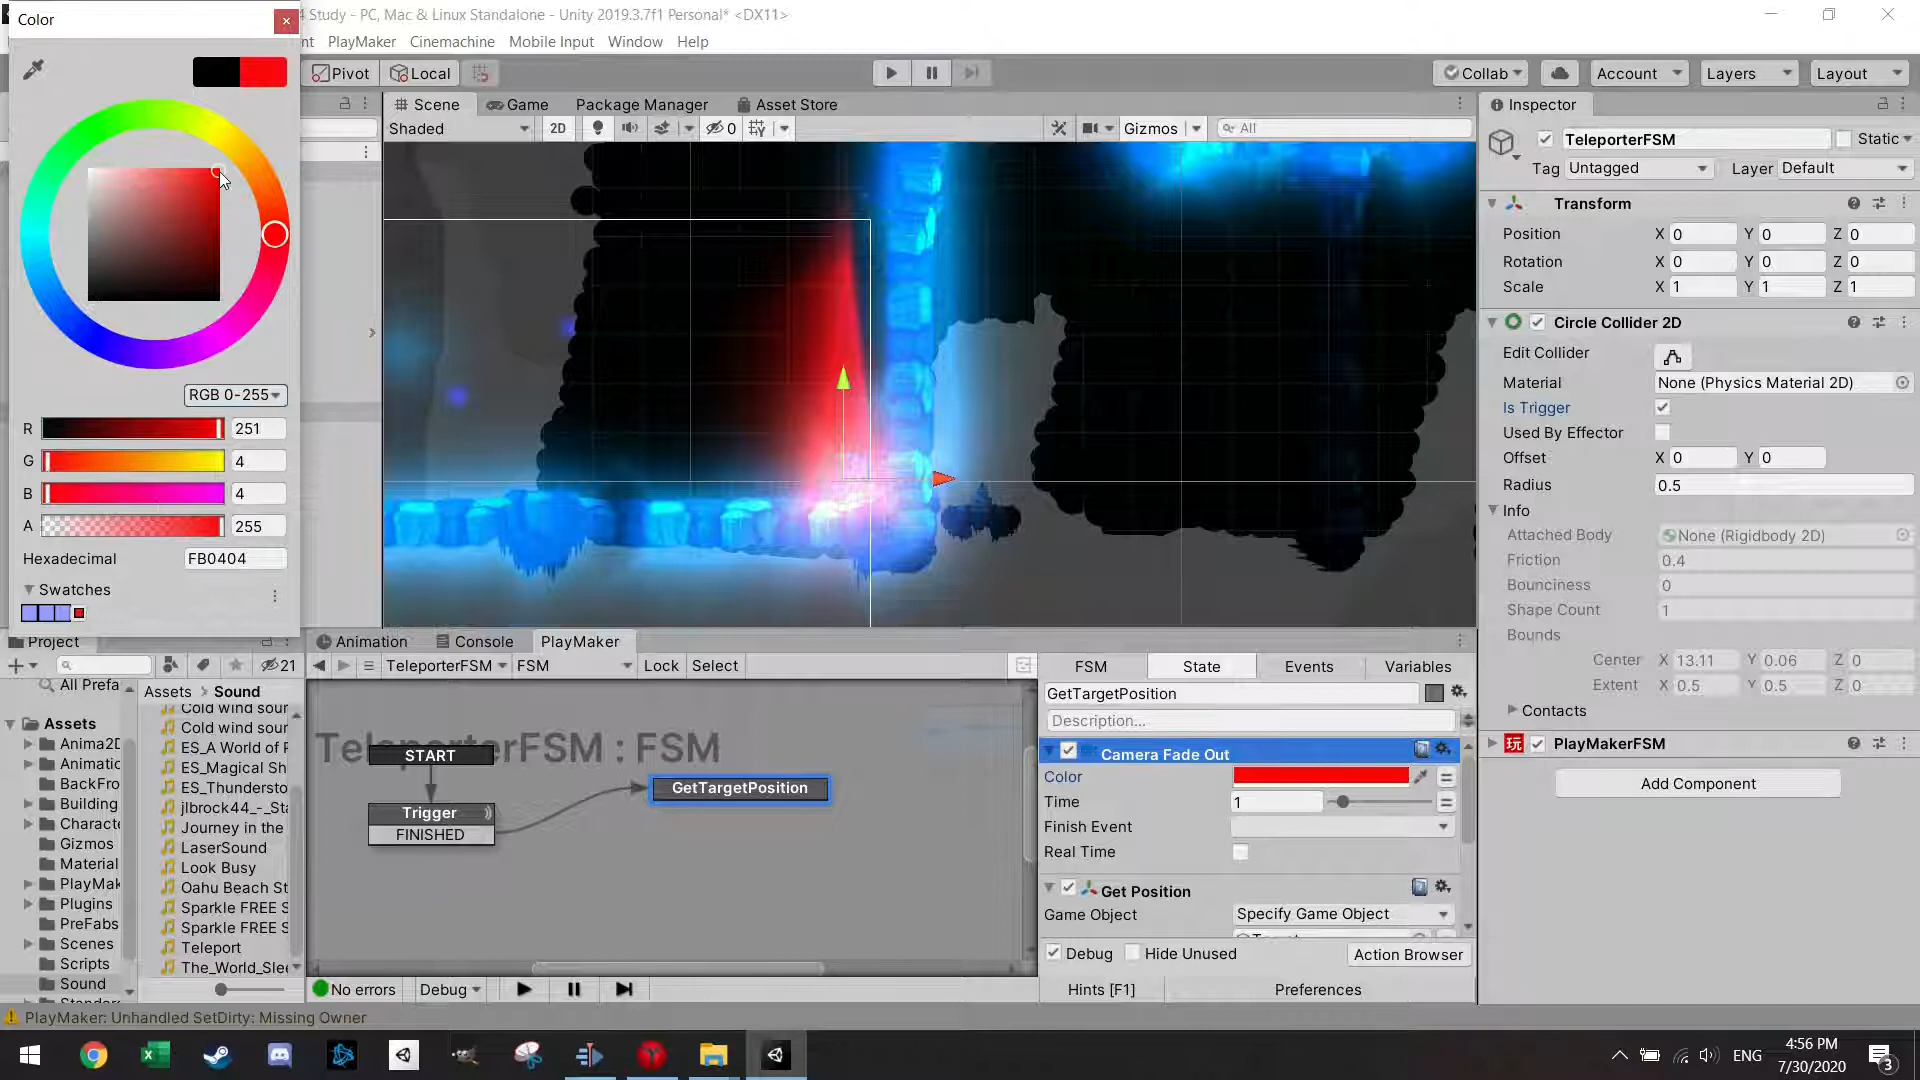 Color
4 Study - PC, Mac & Linux Standalone - Unity 2019.3.7f1 Personal* <DX11>
nt PlayMaker Cinemachine Mobile Input Window Help
Pivot Local Collab Account Layers Layout
Scene Game Package Manager Asset Store
Shaded 2D 0 Gizmos All
RGB 0-255
R 251
G 4
B 4
A 255
Hexadecimal FB0404
Swatches
Inspector
TeleporterFSM Static
Tag Untagged Layer Default
Transform
Position X 0 Y 0 Z 0
Rotation X 0 Y 0 Z 0
Scale X 1 Y 1 Z 1
Circle Collider 2D
Edit Collider
Material None (Physics Material 2D)
Is Trigger
Used By Effector
Offset X 0 Y 0
Radius 0.5
Info
Attached Body None (Rigidbody 2D)
Friction 0.4
Bounciness 0
Shape Count 1
Bounds
Center X 13.11 Y 0.06 Z 0
Extent X 0.5 Y 0.5 Z 0
Contacts
PlayMakerFSM
Add Component
Project
21
All Prefa
Assets > Sound
Assets
Anima2D
Animatic
BackFro
Building
Characte
Gizmos
Material
PlayMak
Plugins
PreFabs
Scenes
Scripts
Sound
Cold wind sour
Cold wind sour
ES_A World of F
ES_Magical Sh
ES_Thundersto
jlbrock44_-_Sta
Journey in the
LaserSound
Look Busy
Oahu Beach St
Sparkle FREE S
Sparkle FREE S
Teleport
The_World_Slee
Animation Console PlayMaker
TeleporterFSM FSM Lock Select
TeleporterFSM : FSM
START
Trigger
FINISHED
GetTargetPosition
No errors Debug
FSM State Events Variables
GetTargetPosition
Description...
Camera Fade Out
Color
Time 1
Finish Event
Real Time
Get Position
Game Object Specify Game Object
Debug Hide Unused Action Browser
Hints [F1] Preferences
PlayMaker: Unhandled SetDirty: Missing Owner
ENG
4:56 PM
7/30/2020
3